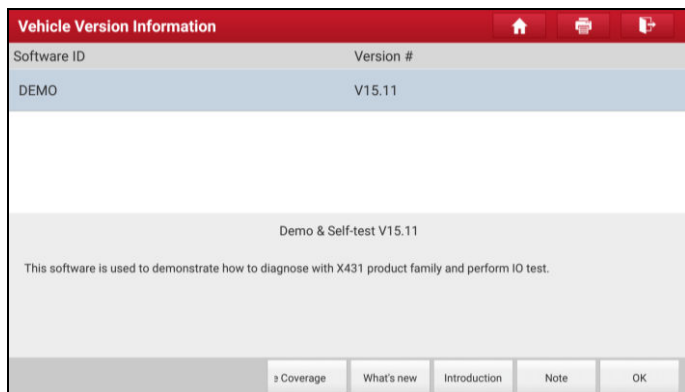 Vehicle Version Information
Software ID Version #
DEMO V15.11
Demo & Self-test V15.11
This software is used to demonstrate how to diagnose with X431 product family and perform IO test.
Coverage What's new Introduction Note OK